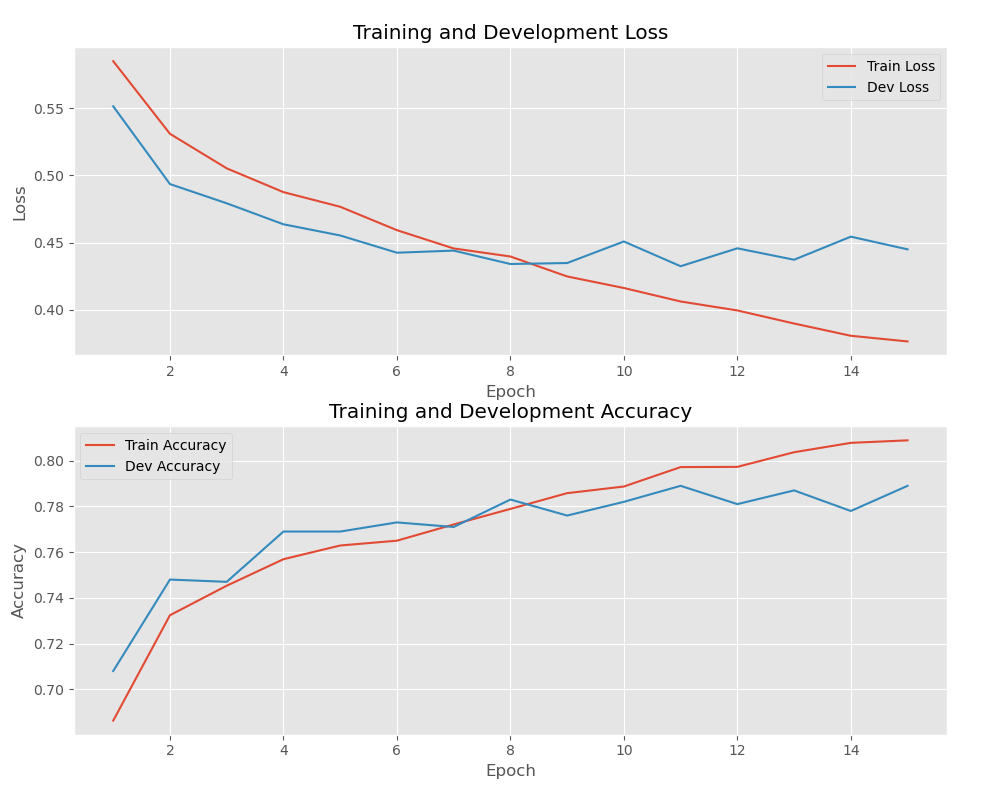 Training and Development Loss
Train Loss
Dev Loss
Loss
0.55
0.50
0.45
0.40
2 4 6 8 10 12 14
Epoch
Training and Development Accuracy
Train Accuracy
Dev Accuracy
Accuracy
0.80
0.78
0.76
0.74
0.72
0.70
2 4 6 8 10 12 14
Epoch